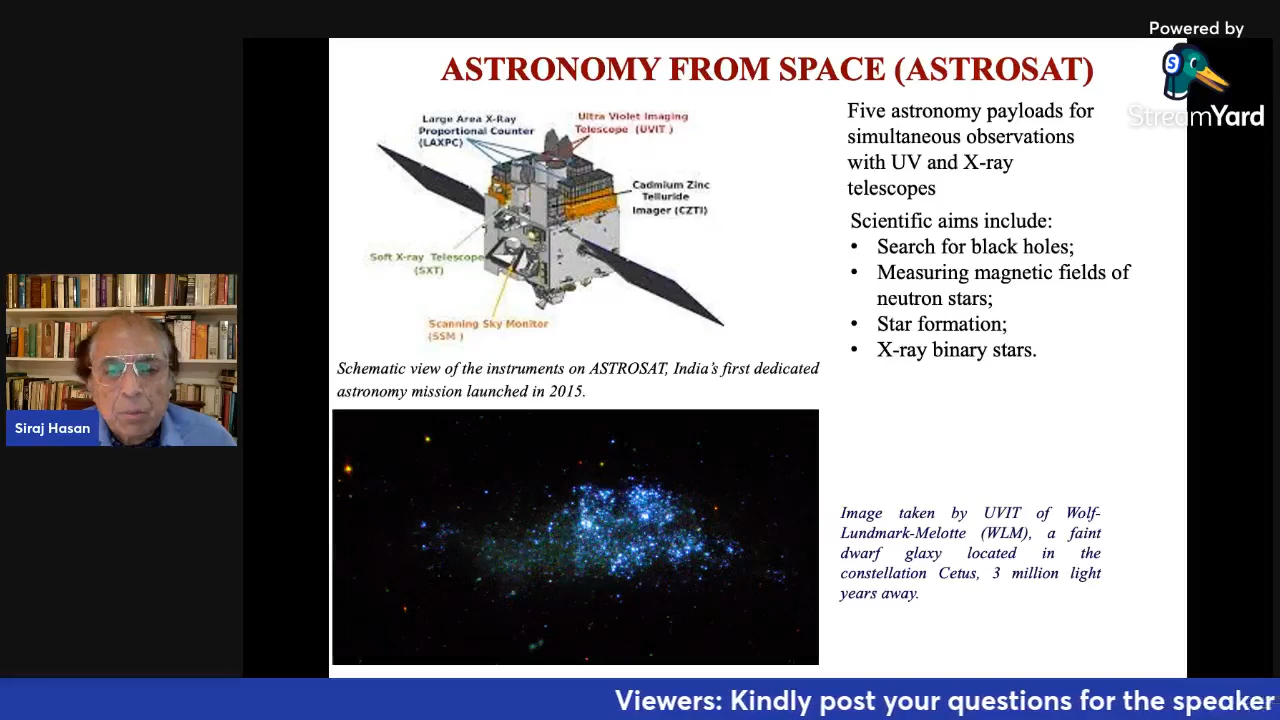 Powered by
StreamYard
ASTRONOMY FROM SPACE (ASTROSAT)
Large Area X-Ray
Proportional Counter
(LAXPC)
Ultra Violet Imaging
Telescope (UVIT )
Cadmium Zinc
Telluride
Imager (CZTI)
Soft X-ray Telescope
(SXT)
Scanning Sky Monitor
(SSM )
Five astronomy payloads for
simultaneous observations
with UV and X-ray
telescopes
Scientific aims include:
• Search for black holes;
• Measuring magnetic fields of
neutron stars;
• Star formation;
• X-ray binary stars.
Schematic view of the instruments on ASTROSAT, India's first dedicated
astronomy mission launched in 2015.
Siraj Hasan
Image taken by UVIT of Wolf-
Lundmark-Melotte (WLM), a faint
dwarf glaxy located in the
constellation Cetus, 3 million light
years away.
Viewers: Kindly post your questions for the speaker